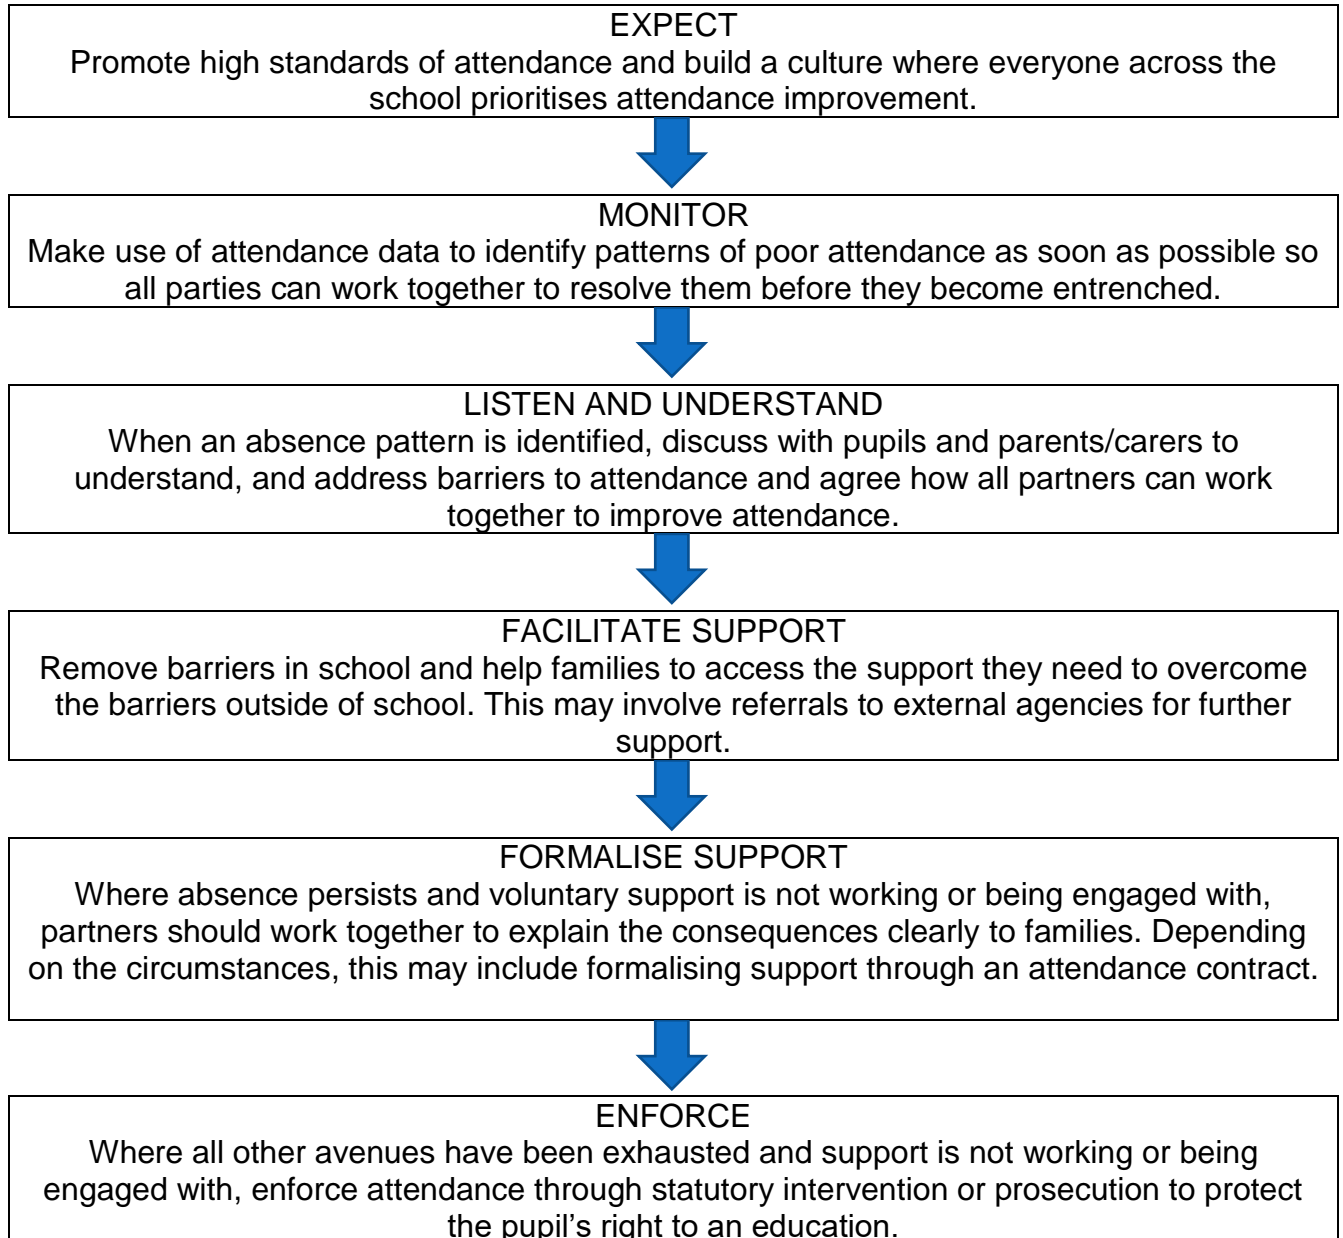 EXPECT
Promote high standards of attendance and build a culture where everyone across the
school prioritises attendance improvement.
MONITOR
Make use of attendance data to identify patterns of poor attendance as soon as possible so
all parties can work together to resolve them before they become entrenched.
LISTEN AND UNDERSTAND
When an absence pattern is identified, discuss with pupils and parents/carers to
understand, and address barriers to attendance and agree how all partners can work
together to improve attendance.
FACILITATE SUPPORT
Remove barriers in school and help families to access the support they need to overcome
the barriers outside of school. This may involve referrals to external agencies for further
support.
FORMALISE SUPPORT
Where absence persists and voluntary support is not working or being engaged with,
partners should work together to explain the consequences clearly to families. Depending
on the circumstances, this may include formalising support through an attendance contract.
ENFORCE
Where all other avenues have been exhausted and support is not working or being
engaged with, enforce attendance through statutory intervention or prosecution to protect
the pupil's right to an education.